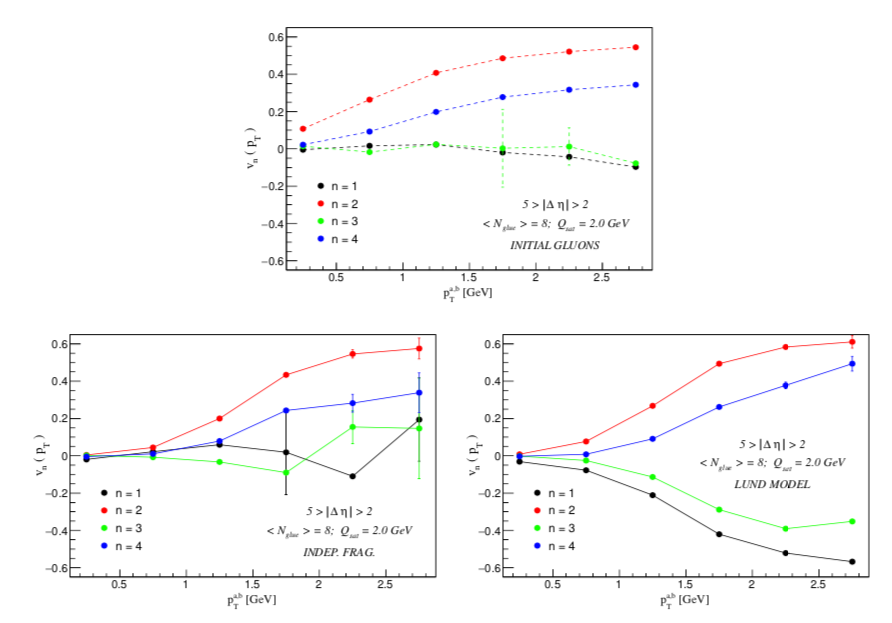 0.6
0.4
0.2
0
−0.2
−0.4
−0.6
v_n ( p_T )
n = 1
n = 2
n = 3
n = 4
5 > |Δ η| > 2
< N_glue > = 8; Q_sat = 2.0 GeV
INITIAL GLUONS
0.5 1 1.5 2 2.5
p_T^{a,b} [GeV]
0.6
0.4
0.2
0
−0.2
−0.4
−0.6
v_n ( p_T )
n = 1
n = 2
n = 3
n = 4
5 > |Δ η| > 2
< N_glue > = 8; Q_sat = 2.0 GeV
INDEP. FRAG.
0.5 1 1.5 2 2.5
p_T^{a,b} [GeV]
0.6
0.4
0.2
0
−0.2
−0.4
−0.6
v_n ( p_T )
5 > |Δ η| > 2
< N_glue > = 8; Q_sat = 2.0 GeV
LUND MODEL
n = 1
n = 2
n = 3
n = 4
0.5 1 1.5 2 2.5
p_T^{a,b} [GeV]